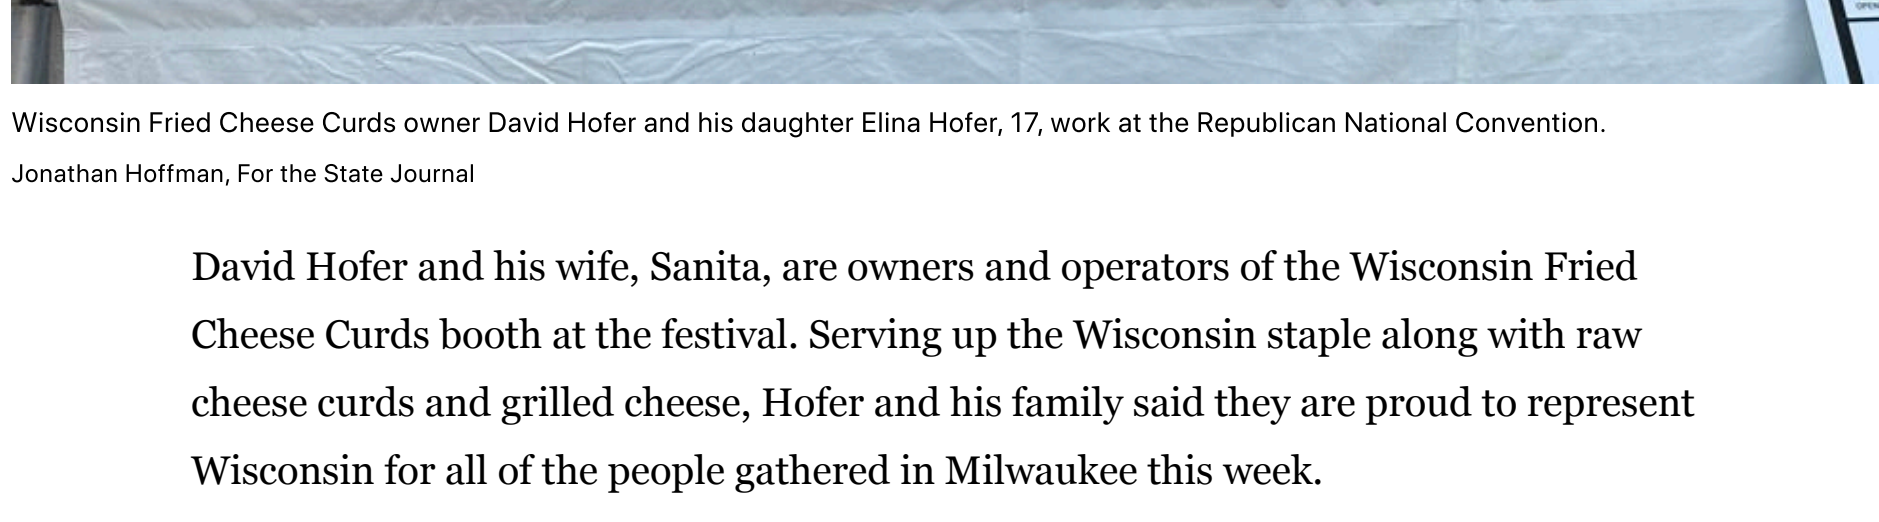 Wisconsin Fried Cheese Curds owner David Hofer and his daughter Elina Hofer, 17, work at the Republican National Convention.
Jonathan Hoffman, For the State Journal
David Hofer and his wife, Sanita, are owners and operators of the Wisconsin Fried
Cheese Curds booth at the festival. Serving up the Wisconsin staple along with raw
cheese curds and grilled cheese, Hofer and his family said they are proud to represent
Wisconsin for all of the people gathered in Milwaukee this week.